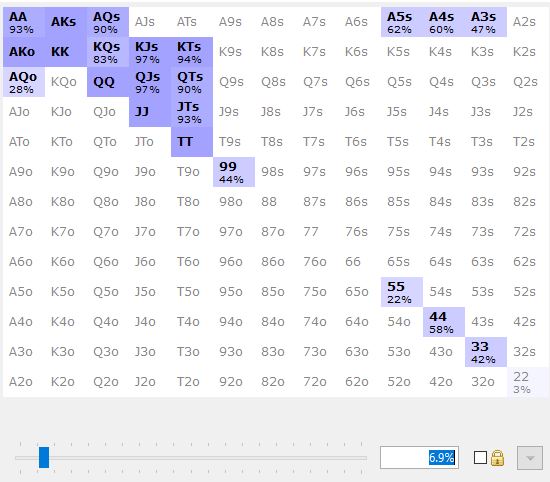 AA AKs AQs AJs ATs A9s A8s A7s A6s A5s A4s A3s A2s
93% 90% 62% 60% 47%
AKo KK KQs KJs KTs K9s K8s K7s K6s K5s K4s K3s K2s
83% 97% 94%
AQo KQo QQ QJs QTs Q9s Q8s Q7s Q6s Q5s Q4s Q3s Q2s
28% 97% 90%
AJo KJo QJo JJ JTs J9s J8s J7s J6s J5s J4s J3s J2s
93%
ATo KTo QTo JTo TT T9s T8s T7s T6s T5s T4s T3s T2s
A9o K9o Q9o J9o T9o 99 98s 97s 96s 95s 94s 93s 92s
44%
A8o K8o Q8o J8o T8o 98o 88 87s 86s 85s 84s 83s 82s
A7o K7o Q7o J7o T7o 97o 87o 77 76s 75s 74s 73s 72s
A6o K6o Q6o J6o T6o 96o 86o 76o 66 65s 64s 63s 62s
A5o K5o Q5o J5o T5o 95o 85o 75o 65o 55 54s 53s 52s
22%
A4o K4o Q4o J4o T4o 94o 84o 74o 64o 54o 44 43s 42s
58%
A3o K3o Q3o J3o T3o 93o 83o 73o 63o 53o 43o 33 32s
42%
A2o K2o Q2o J2o T2o 92o 82o 72o 62o 52o 42o 32o 22
3%
6.9%